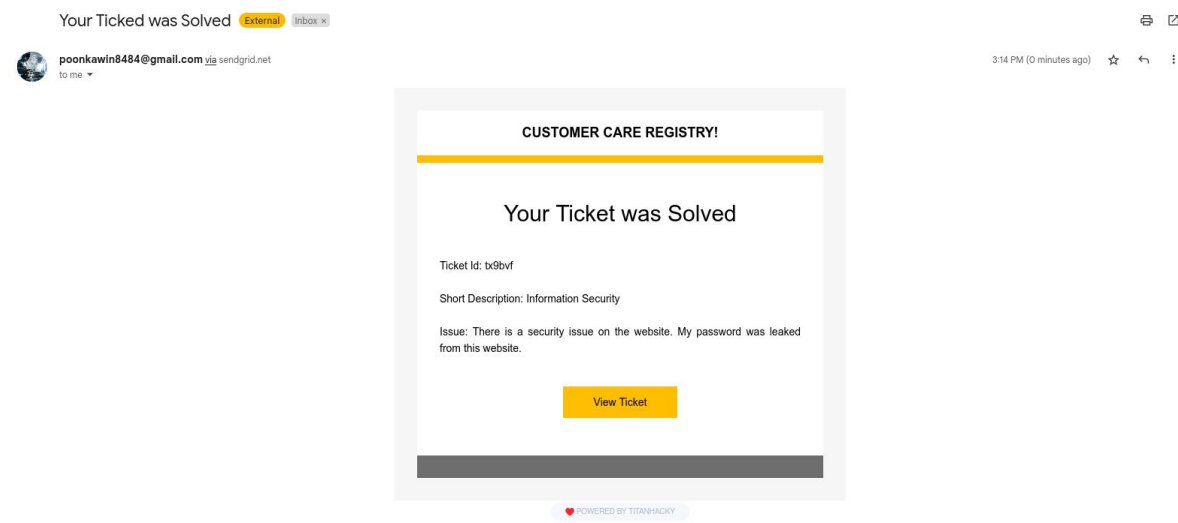 Your Ticked was Solved External Inbox ×
poonkawin8484@gmail.com via sendgrid.net 3:14 PM (0 minutes ago)
to me
CUSTOMER CARE REGISTRY!
Your Ticket was Solved
Ticket Id: tx9bvf
Short Description: Information Security
Issue: There is a security issue on the website. My password was leaked
from this website.
View Ticket
POWERED BY TITANHACKY